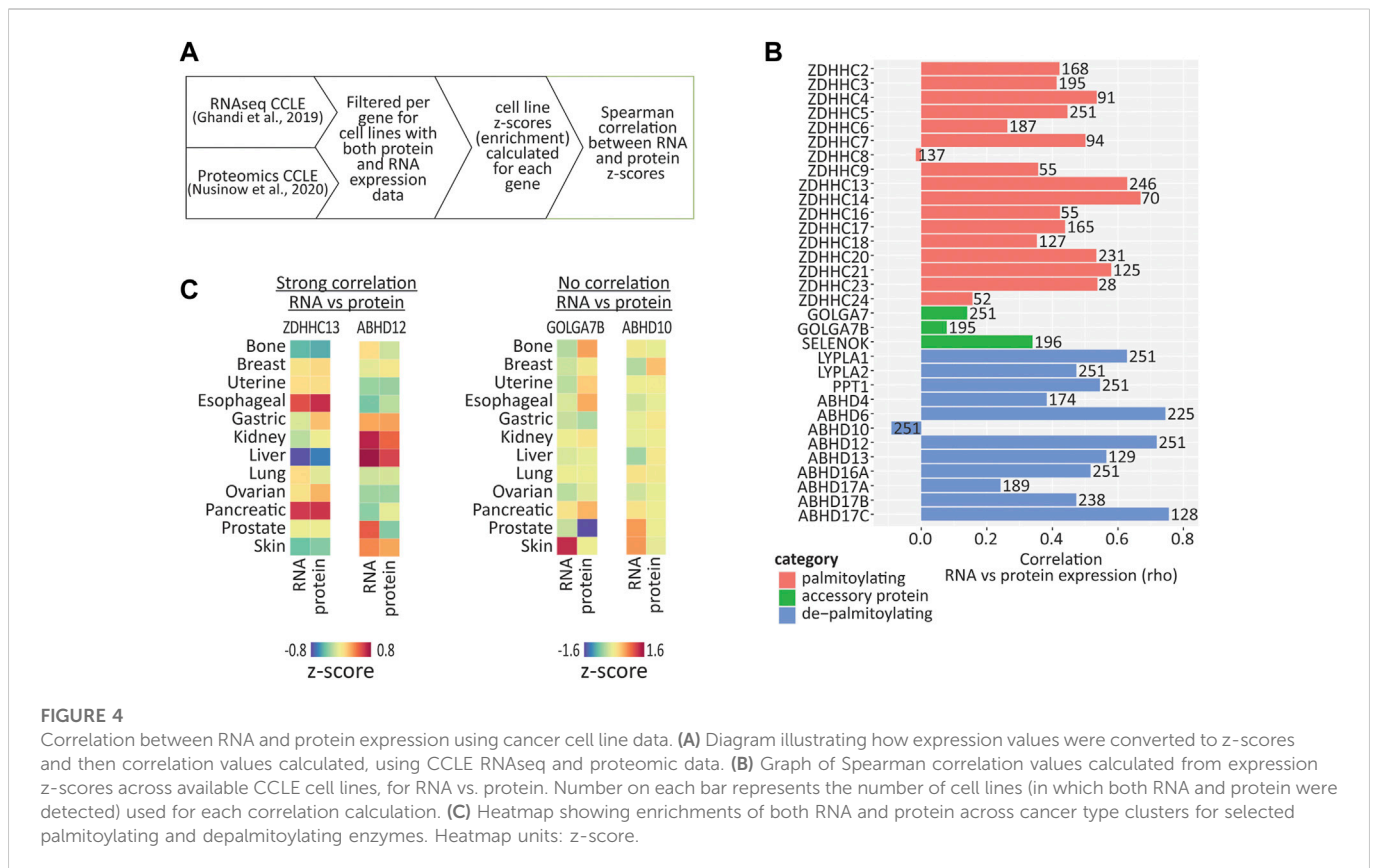 A
RNAseq CCLE
(Ghandi et al., 2019)
Proteomics CCLE
(Nusinow et al., 2020)
Filtered per
gene for
cell lines with
both protein
and RNA
expression
data
cell line
z-scores
(enrichment)
calculated
for each
gene
Spearman
correlation
between RNA
and protein
z-scores
B
ZDHHC2 168
ZDHHC3 195
ZDHHC4 91
ZDHHC5 251
ZDHHC6 187
ZDHHC7 94
ZDHHC8 137
ZDHHC9 55
ZDHHC13 246
ZDHHC14 70
ZDHHC16 55
ZDHHC17 165
ZDHHC18 127
ZDHHC20 231
ZDHHC21 125
ZDHHC23 28
ZDHHC24 52
GOLGA7 251
GOLGA7B 195
SELENOK 196
LYPLA1 251
LYPLA2 251
PPT1 251
ABHD4 174
ABHD6 225
ABHD10 251
ABHD12 251
ABHD13 129
ABHD16A 251
ABHD17A 189
ABHD17B 238
ABHD17C 128
0.0 0.2 0.4 0.6 0.8
Correlation
RNA vs protein expression (rho)
category
palmitoylating
accessory protein
de-palmitoylating
C
Strong correlation
RNA vs protein
ZDHHC13 ABHD12
Bone
Breast
Uterine
Esophageal
Gastric
Kidney
Liver
Lung
Ovarian
Pancreatic
Prostate
Skin
RNA
protein
RNA
protein
-0.8 0.8
z-score
No correlation
RNA vs protein
GOLGA7B ABHD10
Bone
Breast
Uterine
Esophageal
Gastric
Kidney
Liver
Lung
Ovarian
Pancreatic
Prostate
Skin
RNA
protein
RNA
protein
-1.6 1.6
z-score
FIGURE 4
Correlation between RNA and protein expression using cancer cell line data. (A) Diagram illustrating how expression values were converted to z-scores
and then correlation values calculated, using CCLE RNAseq and proteomic data. (B) Graph of Spearman correlation values calculated from expression
z-scores across available CCLE cell lines, for RNA vs. protein. Number on each bar represents the number of cell lines (in which both RNA and protein were
detected) used for each correlation calculation. (C) Heatmap showing enrichments of both RNA and protein across cancer type clusters for selected
palmitoylating and depalmitoylating enzymes. Heatmap units: z-score.